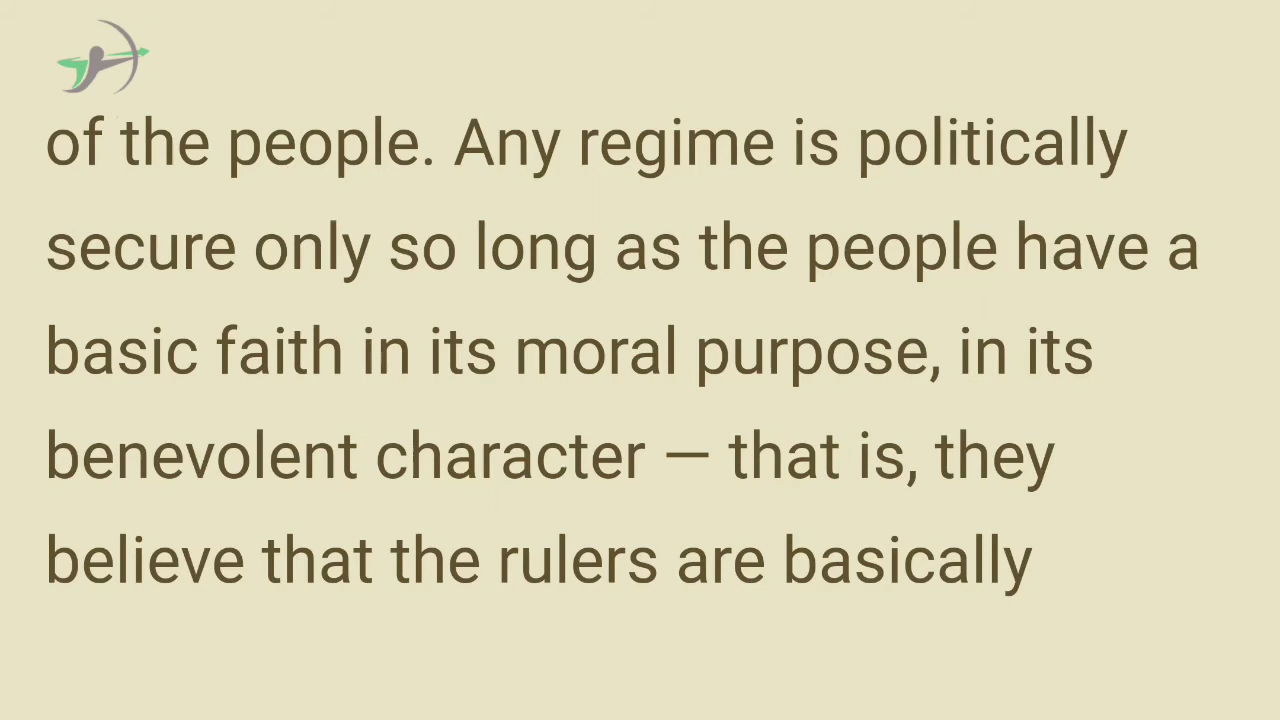 of the people. Any regime is politically
secure only so long as the people have a
basic faith in its moral purpose, in its
benevolent character — that is, they
believe that the rulers are basically